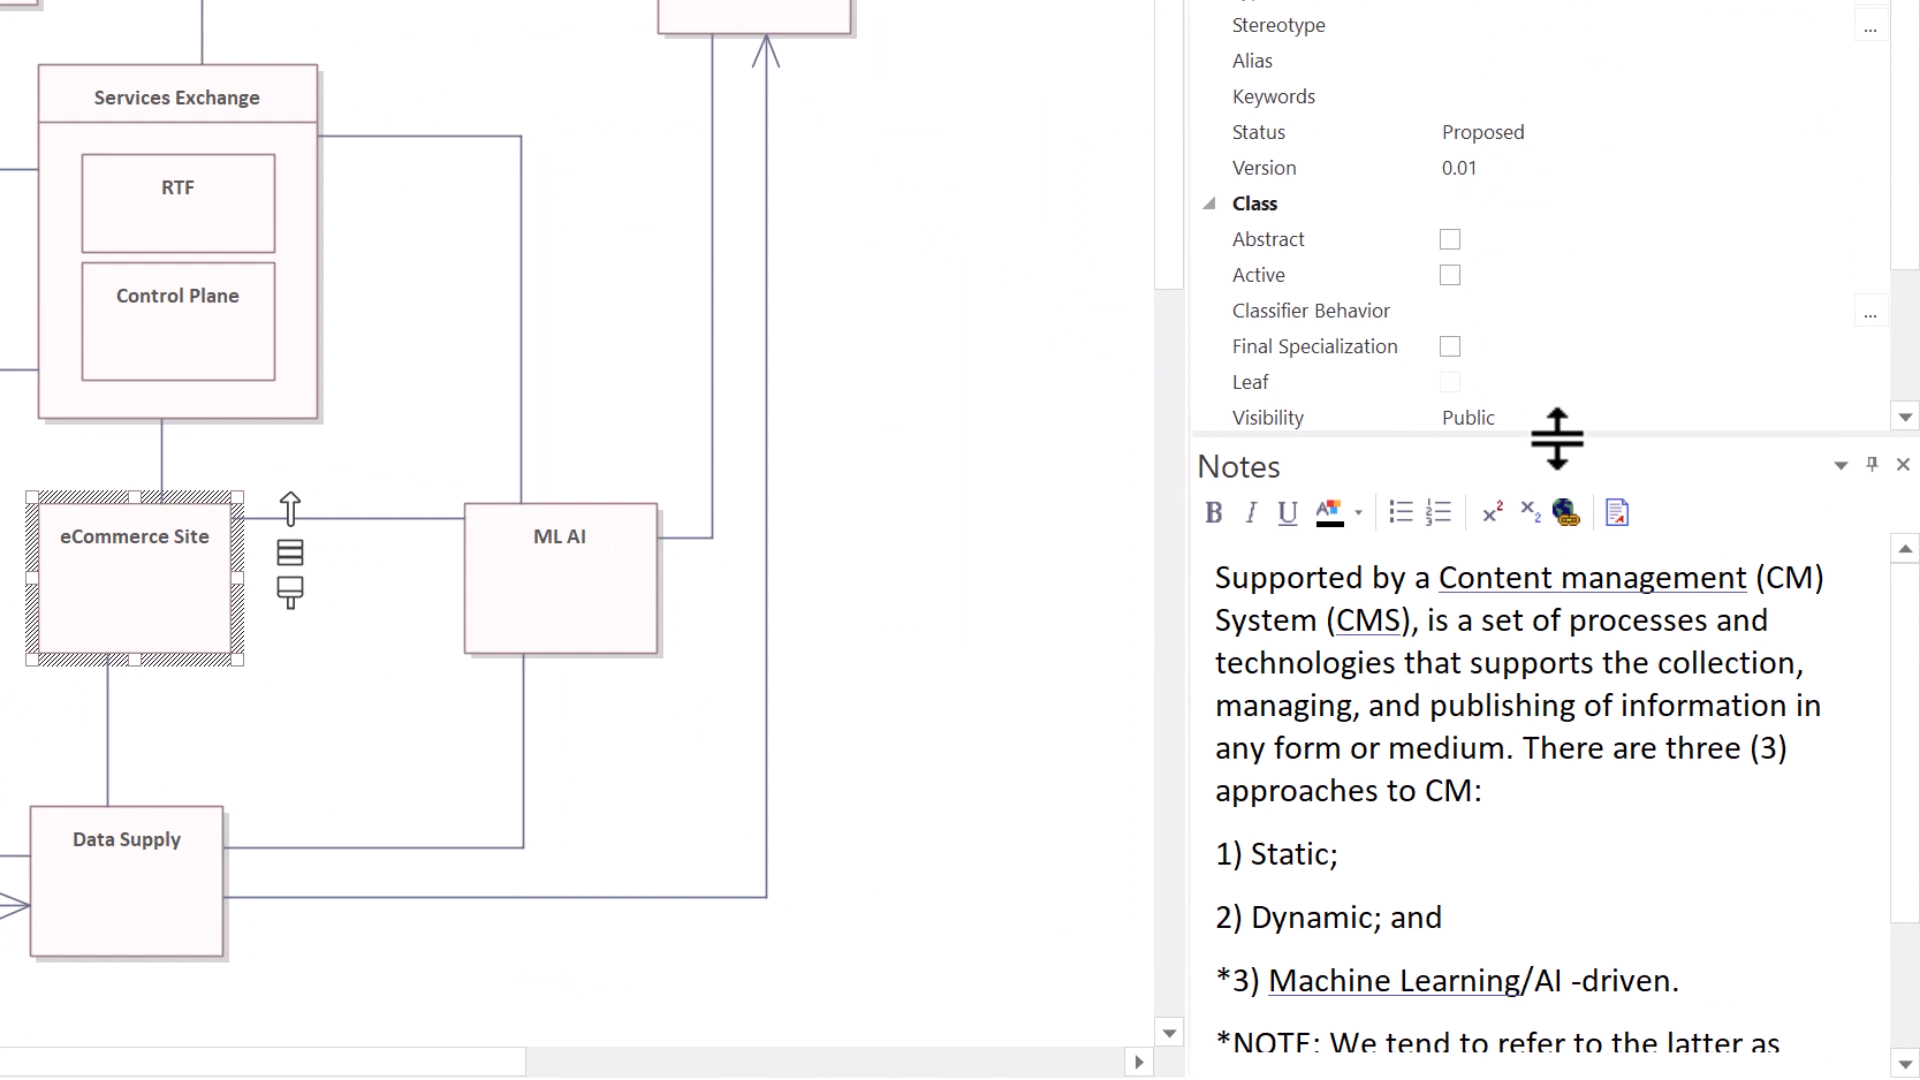 Services Exchange
RTF
Control Plane
eCommerce Site
ML AI
Data Supply
Stereotype
...
Alias
Keywords
Status Proposed
Version 0.01
Class
Abstract
Active
Classifier Behavior
...
Final Specialization
Leaf
Visibility Public
Notes
B I U A x² x₂
Supported by a Content management (CM)
System (CMS), is a set of processes and
technologies that supports the collection,
managing, and publishing of information in
any form or medium. There are three (3)
approaches to CM:
1) Static;
2) Dynamic; and
*3) Machine Learning/AI -driven.
*NOTE: We tend to refer to the latter as